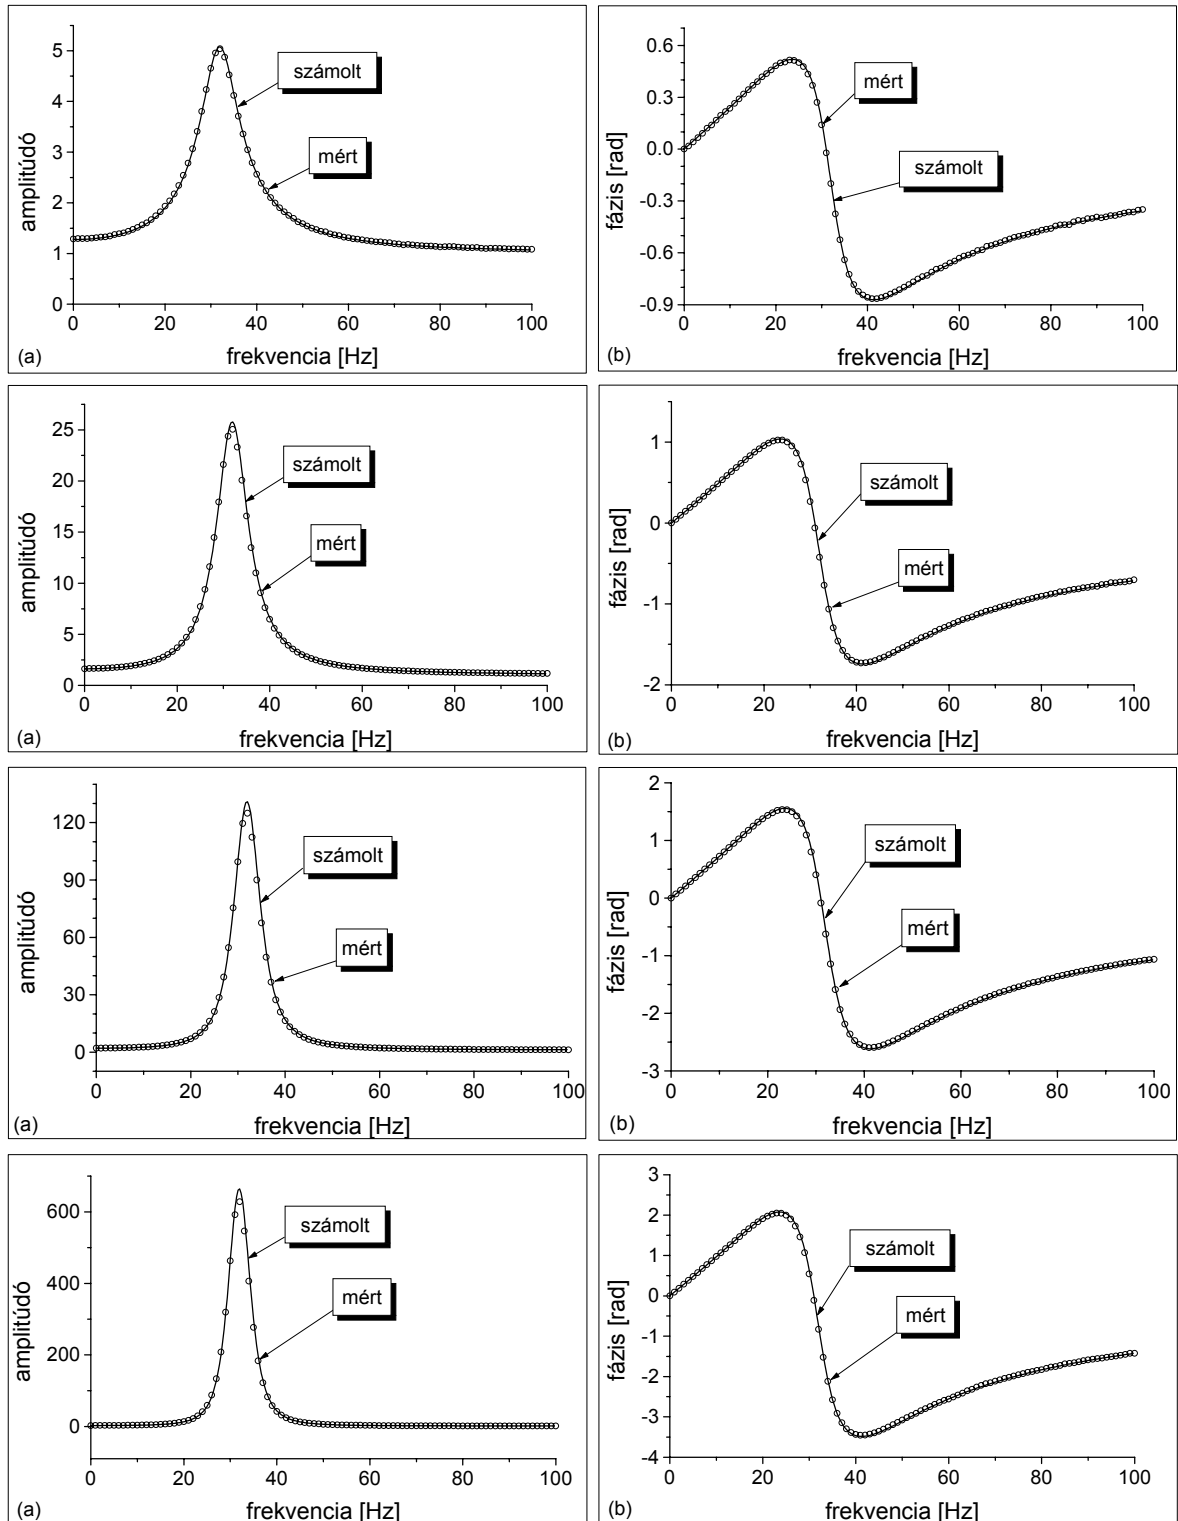 amplitúdó
5
4
3
2
1
0
számolt
mért
0 20 40 60 80 100
frekvencia [Hz]
(a)
fázis [rad]
0.6
0.3
0.0
-0.3
-0.6
-0.9
mért
számolt
0 20 40 60 80 100
frekvencia [Hz]
(b)
amplitúdó
25
20
15
10
5
0
számolt
mért
0 20 40 60 80 100
frekvencia [Hz]
(a)
fázis [rad]
1
0
-1
-2
számolt
mért
0 20 40 60 80 100
frekvencia [Hz]
(b)
amplitúdó
120
90
60
30
0
számolt
mért
0 20 40 60 80 100
frekvencia [Hz]
(a)
fázis [rad]
2
1
0
-1
-2
-3
számolt
mért
0 20 40 60 80 100
frekvencia [Hz]
(b)
amplitúdó
600
400
200
0
számolt
mért
0 20 40 60 80 100
frekvencia [Hz]
(a)
fázis [rad]
3
2
1
0
-1
-2
-3
-4
számolt
mért
0 20 40 60 80 100
frekvencia [Hz]
(b)